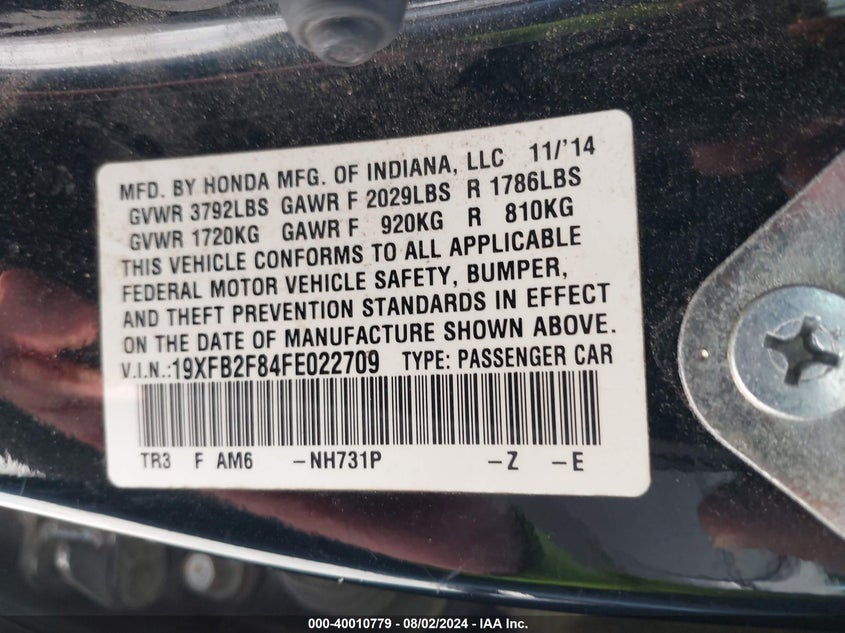 MFD. BY HONDA MFG. OF INDIANA, LLC 11/'14
GVWR 3792LBS GAWR F 2029LBS R 1786LBS
GVWR 1720KG GAWR F 920KG R 810KG
THIS VEHICLE CONFORMS TO ALL APPLICABLE
FEDERAL MOTOR VEHICLE SAFETY, BUMPER,
AND THEFT PREVENTION STANDARDS IN EFFECT
ON THE DATE OF MANUFACTURE SHOWN ABOVE.
V.I.N.:19XFB2F84FE022709 TYPE: PASSENGER CAR
TR3 F AM6 -NH731P -Z -E
000-40010779 - 08/02/2024 - IAA Inc.